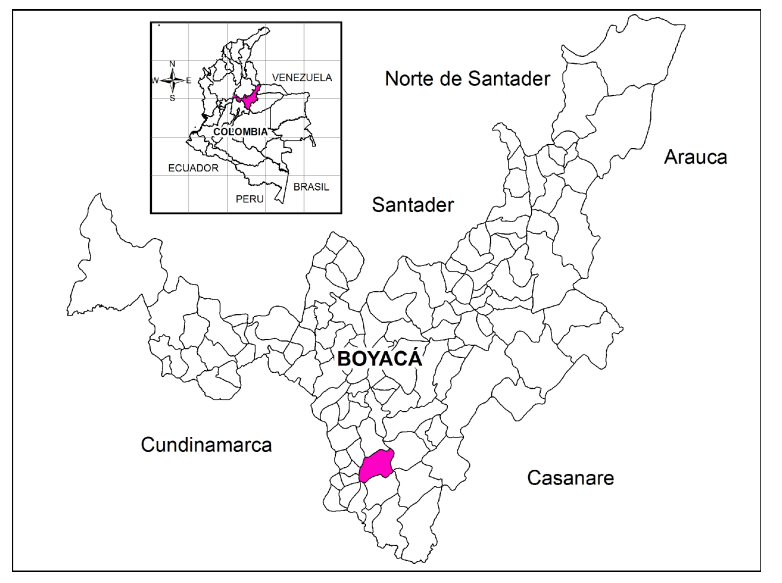 N
W E
S
VENEZUELA
COLOMBIA
ECUADOR
BRASIL
PERU
Norte de Santader
Arauca
Santader
BOYACÁ
Cundinamarca
Casanare